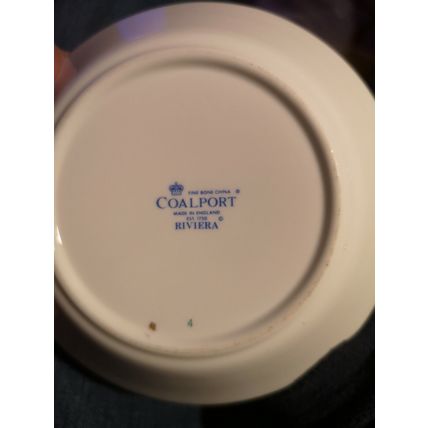 FINE BONE CHINA ®
COALPORT
MADE IN ENGLAND
EST. 1750 ©
RIVIERA
4